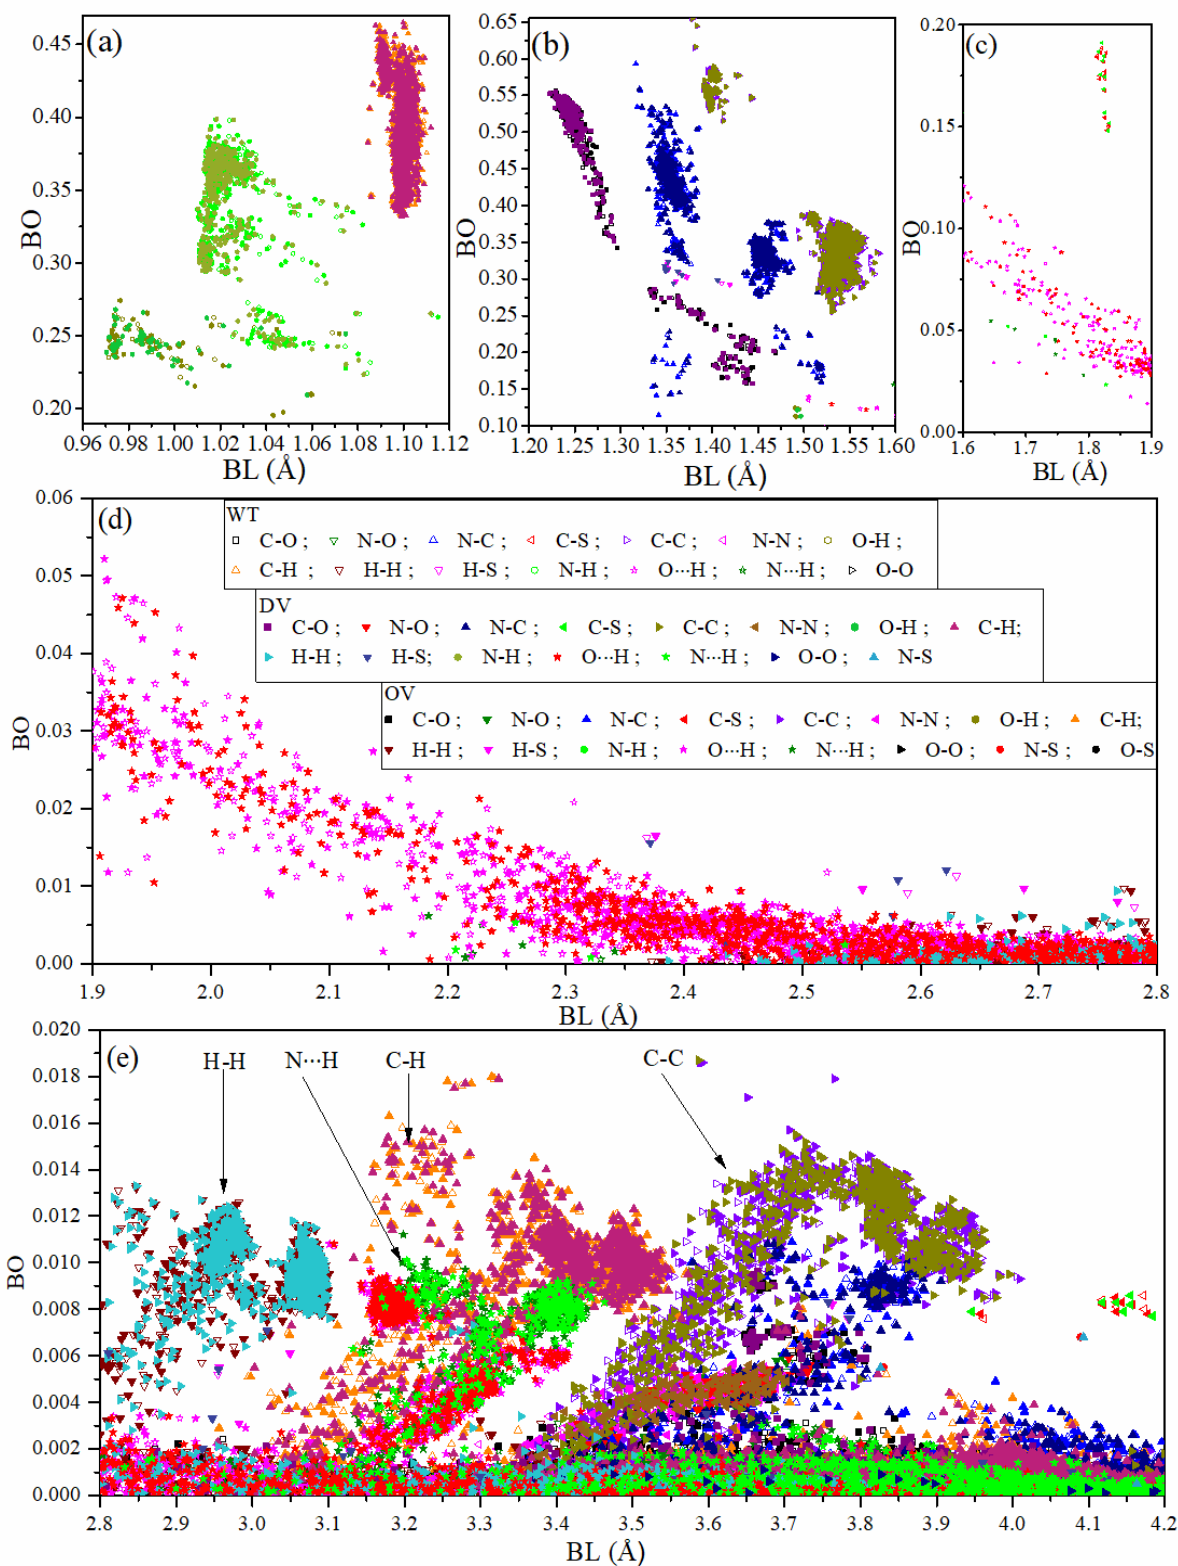 (a)
BO
0.45
0.40
0.35
0.30
0.25
0.20
0.96 0.98 1.00 1.02 1.04 1.06 1.08 1.10 1.12
BL (Å)
(b)
BO
0.65
0.60
0.55
0.50
0.45
0.40
0.35
0.30
0.25
0.20
0.15
0.10
1.20 1.25 1.30 1.35 1.40 1.45 1.50 1.55 1.60
BL (Å)
(c)
BO
0.20
0.15
0.10
0.05
0.00
1.6 1.7 1.8 1.9
BL (Å)
(d)
BO
0.06
0.05
0.04
0.03
0.02
0.01
0.00
1.9 2.0 2.1 2.2 2.3 2.4 2.5 2.6 2.7 2.8
BL (Å)
WT
C-O ; N-O ; N-C ; C-S ; C-C ; N-N ; O-H ;
C-H ; H-H ; H-S ; N-H ; O···H ; N···H ; O-O
DV
C-O ; N-O ; N-C ; C-S ; C-C ; N-N ; O-H ; C-H;
H-H ; H-S; N-H ; O···H ; N···H ; O-O ; N-S
OV
C-O ; N-O ; N-C ; C-S ; C-C ; N-N ; O-H ; C-H;
H-H ; H-S ; N-H ; O···H ; N···H ; O-O ; N-S ; O-S
(e)
BO
0.020
0.018
0.016
0.014
0.012
0.010
0.008
0.006
0.004
0.002
0.000
H-H N···H C-H C-C
2.8 2.9 3.0 3.1 3.2 3.3 3.4 3.5 3.6 3.7 3.8 3.9 4.0 4.1 4.2
BL (Å)